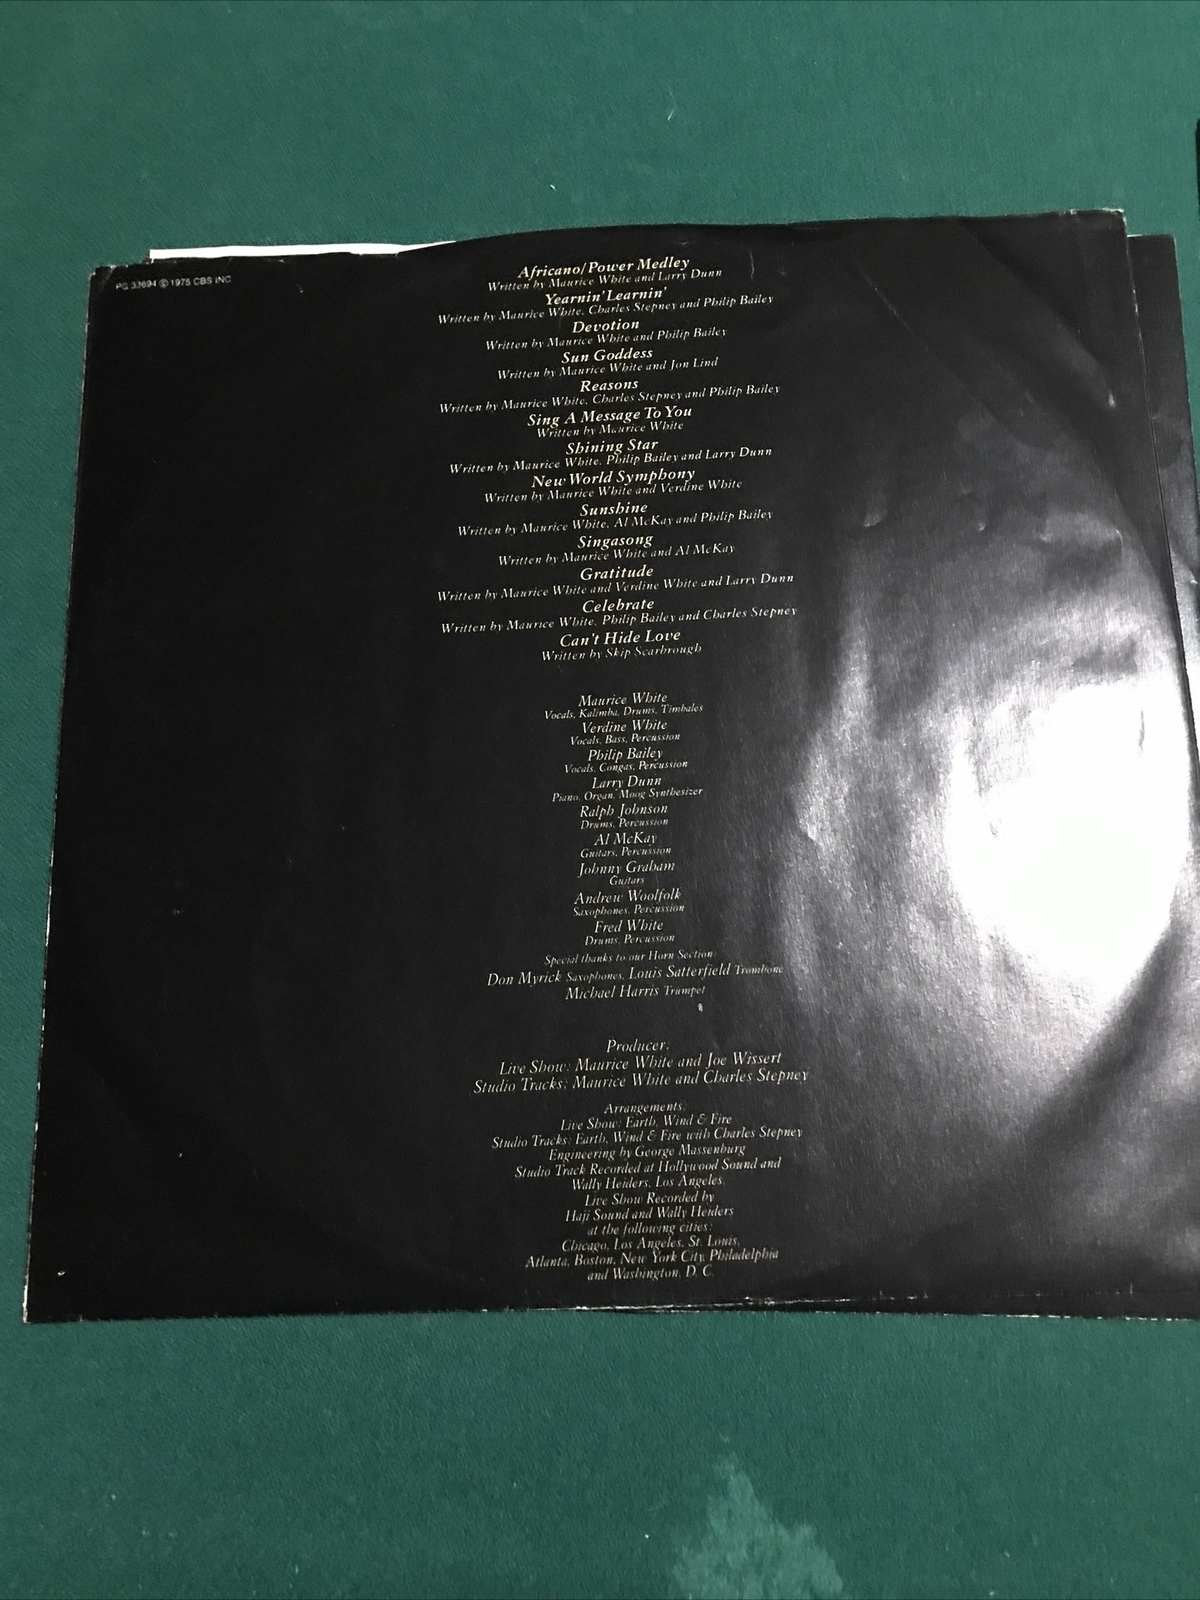 PG 33694 © 1975 CBS INC
Africano/Power Medley
Written by Maurice White and Larry Dunn
Yearnin' Learnin'
Written by Maurice White, Charles Stepney and Philip Bailey
Devotion
Written by Maurice White and Philip Bailey
Sun Goddess
Written by Maurice White and Jon Lind
Reasons
Written by Maurice White, Charles Stepney and Philip Bailey
Sing A Message To You
Written by Maurice White
Shining Star
Written by Maurice White, Philip Bailey and Larry Dunn
New World Symphony
Written by Maurice White and Verdine White
Sunshine
Written by Maurice White, Al McKay and Philip Bailey
Singasong
Written by Maurice White and Al McKay
Gratitude
Written by Maurice White and Verdine White and Larry Dunn
Celebrate
Written by Maurice White, Philip Bailey and Charles Stepney
Can't Hide Love
Written by Skip Scarbrough
Maurice White
Vocals, Kalimba, Drums, Timbales
Verdine White
Vocals, Bass, Percussion
Philip Bailey
Vocals, Congas, Percussion
Larry Dunn
Piano, Organ, Moog Synthesizer
Ralph Johnson
Drums, Percussion
Al McKay
Guitars, Percussion
Johnny Graham
Guitars
Andrew Woolfolk
Saxophones, Percussion
Fred White
Drums, Percussion
Special thanks to our Horn Section
Don Myrick Saxophones, Louis Satterfield Trombone
Michael Harris Trumpet
Producer:
Live Show: Maurice White and Joe Wissert
Studio Tracks: Maurice White and Charles Stepney
Arrangements:
Live Show: Earth, Wind & Fire
Studio Tracks: Earth, Wind & Fire with Charles Stepney
Engineering by George Massenburg
Studio Track Recorded at Hollywood Sound and
Wally Heiders, Los Angeles.
Live Show Recorded by
Haji Sound and Wally Heiders
at the following cities:
Chicago, Los Angeles, St. Louis,
Atlanta, Boston, New York City, Philadelphia
and Washington, D. C.